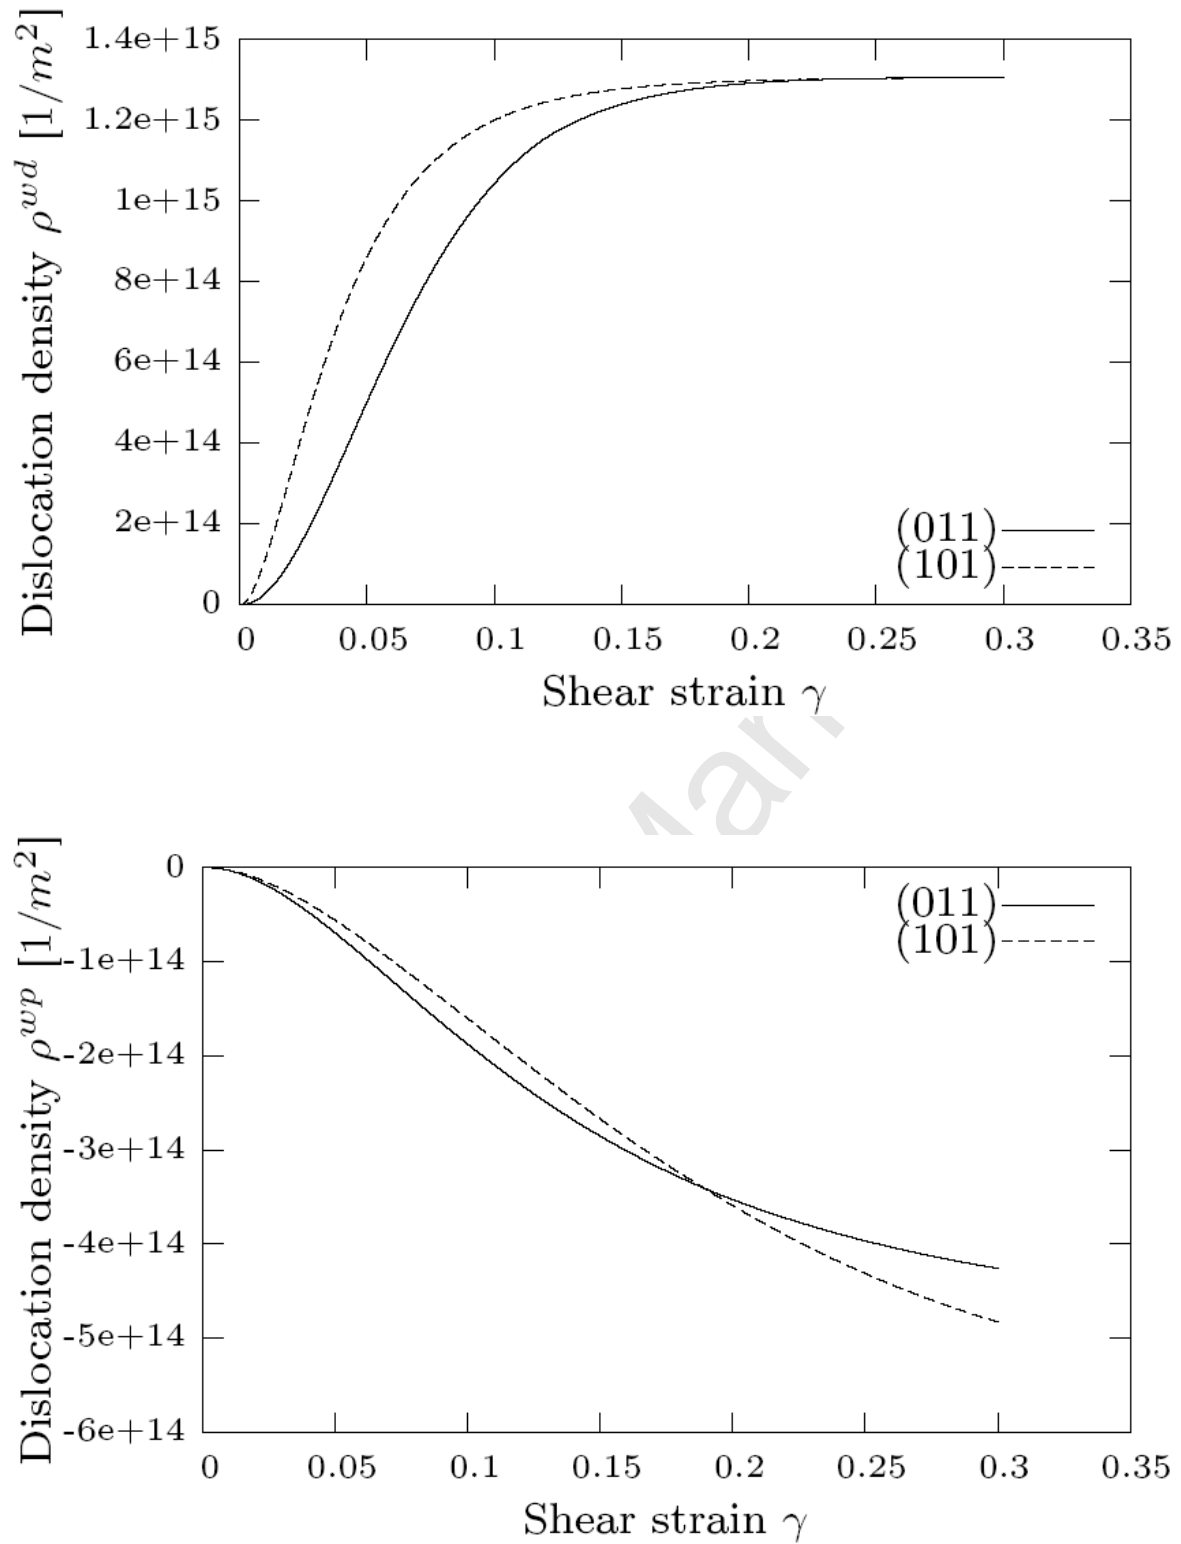 Dislocation density ρ^{wd} [1/m^2]
1.4e+15
1.2e+15
1e+15
8e+14
6e+14
4e+14
2e+14
0
(011)
(101)
0 0.05 0.1 0.15 0.2 0.25 0.3 0.35
Shear strain γ
Man
Dislocation density ρ^{wp} [1/m^2]
0
-1e+14
-2e+14
-3e+14
-4e+14
-5e+14
-6e+14
(011)
(101)
0 0.05 0.1 0.15 0.2 0.25 0.3 0.35
Shear strain γ